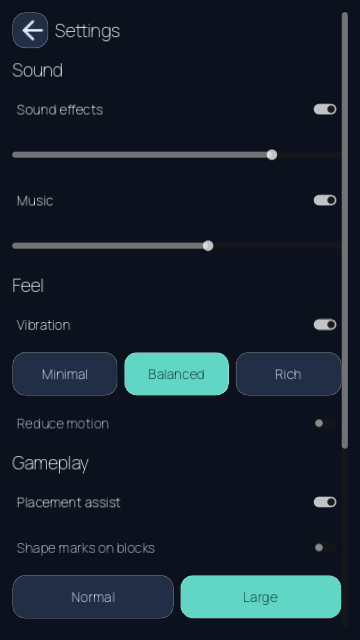 Settings
Sound
Sound effects
Music
Feel
Vibration
Minimal Balanced Rich
Reduce motion
Gameplay
Placement assist
Shape marks on blocks
Normal Large